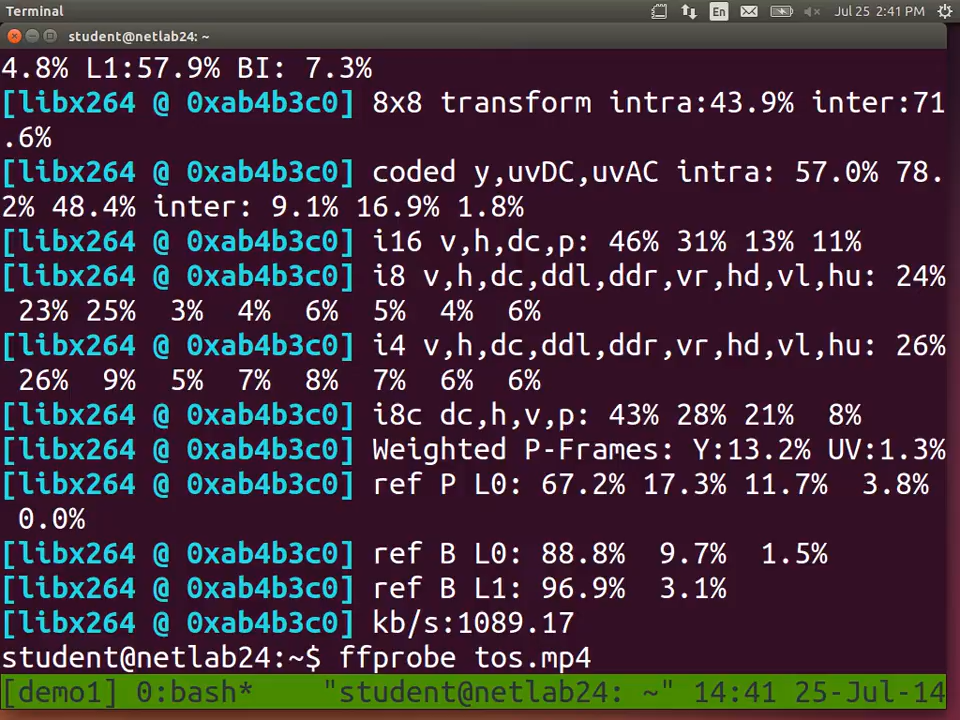 Terminal
En
Jul 25 2:41 PM
student@netlab24: ~
4.8% L1:57.9% BI: 7.3%
[libx264 @ 0xab4b3c0] 8x8 transform intra:43.9% inter:71
.6%
[libx264 @ 0xab4b3c0] coded y,uvDC,uvAC intra: 57.0% 78.
2% 48.4% inter: 9.1% 16.9% 1.8%
[libx264 @ 0xab4b3c0] i16 v,h,dc,p: 46% 31% 13% 11%
[libx264 @ 0xab4b3c0] i8 v,h,dc,ddl,ddr,vr,hd,vl,hu: 24%
 23% 25%  3%  4%  6%  5%  4%  6%
[libx264 @ 0xab4b3c0] i4 v,h,dc,ddl,ddr,vr,hd,vl,hu: 26%
 26%  9%  5%  7%  8%  7%  6%  6%
[libx264 @ 0xab4b3c0] i8c dc,h,v,p: 43% 28% 21%  8%
[libx264 @ 0xab4b3c0] Weighted P-Frames: Y:13.2% UV:1.3%
[libx264 @ 0xab4b3c0] ref P L0: 67.2% 17.3% 11.7%  3.8%
 0.0%
[libx264 @ 0xab4b3c0] ref B L0: 88.8%  9.7%  1.5%
[libx264 @ 0xab4b3c0] ref B L1: 96.9%  3.1%
[libx264 @ 0xab4b3c0] kb/s:1089.17
student@netlab24:~$ ffprobe tos.mp4
[demo1] 0:bash*    "student@netlab24: ~" 14:41 25-Jul-14